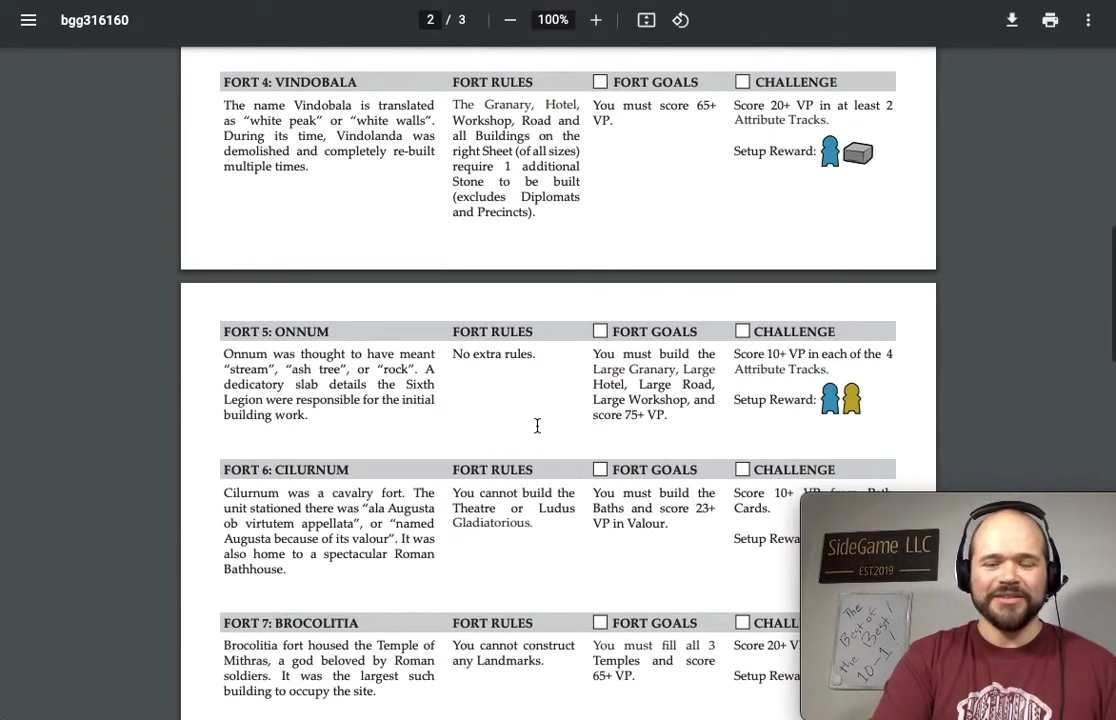 bgg316160
2 / 3
100%
FORT 4: VINDOBALA
The name Vindobala is translated
as “white peak” or “white walls”.
During its time, Vindolanda was
demolished and completely re-built
multiple times.
FORT RULES
The Granary, Hotel,
Workshop, Road and
all Buildings on the
right Sheet (of all sizes)
require 1 additional
Stone to be built
(excludes Diplomats
and Precincts).
FORT GOALS
You must score 65+
VP.
CHALLENGE
Score 20+ VP in at least 2
Attribute Tracks.
Setup Reward:
FORT 5: ONNUM
Onnum was thought to have meant
“stream”, “ash tree”, or “rock”. A
dedicatory slab details the Sixth
Legion were responsible for the initial
building work.
FORT RULES
No extra rules.
FORT GOALS
You must build the
Large Granary, Large
Hotel, Large Road,
Large Workshop, and
score 75+ VP.
CHALLENGE
Score 10+ VP in each of the 4
Attribute Tracks.
Setup Reward:
FORT 6: CILURNUM
Cilurnum was a cavalry fort. The
unit stationed there was “ala Augusta
ob virtutem appellata”, or “named
Augusta because of its valour”. It was
also home to a spectacular Roman
Bathhouse.
FORT RULES
You cannot build the
Theatre or Ludus
Gladiatorious.
FORT GOALS
You must build the
Baths and score 23+
VP in Valour.
CHALLENGE
Score 10+ VP from Path
Cards.
Setup Rewa
FORT 7: BROCOLITIA
Brocolitia fort housed the Temple of
Mithras, a god beloved by Roman
soldiers. It was the largest such
building to occupy the site.
FORT RULES
You cannot construct
any Landmarks.
FORT GOALS
You must fill all 3
Temples and score
65+ VP.
CHALL
Score 20+ V
Setup Rewa
SideGame LLC
EST2019
The
Best of
the Best!
10-1!